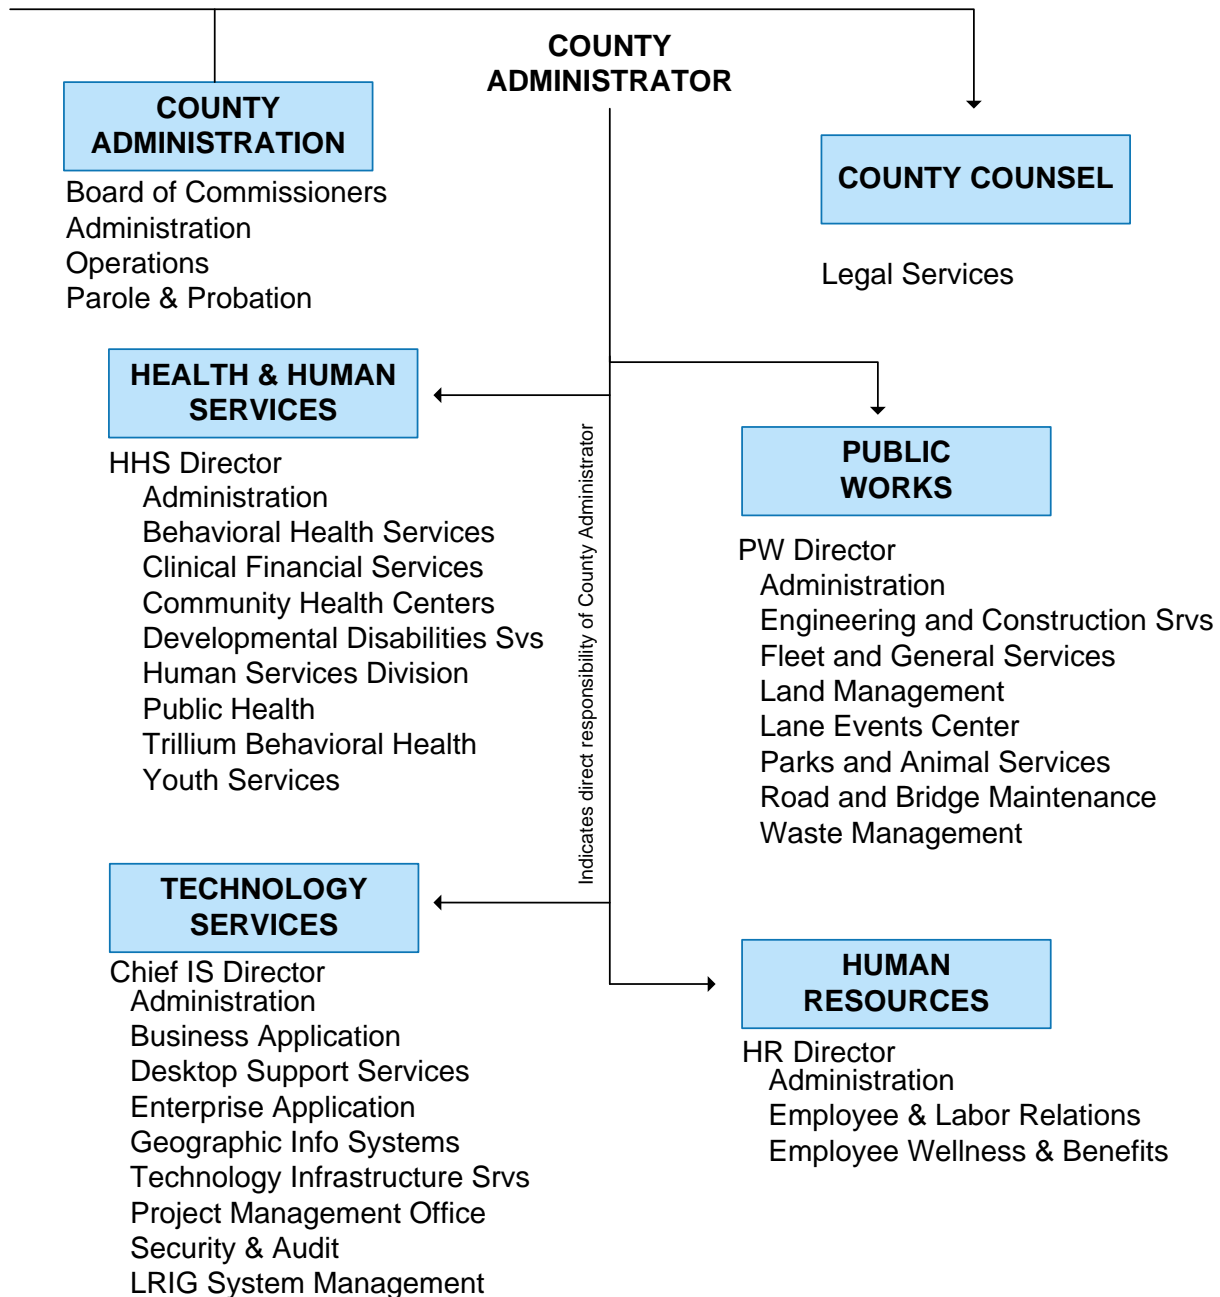 COUNTY
ADMINISTRATOR
COUNTY
ADMINISTRATION
Board of Commissioners
Administration
Operations
Parole & Probation
COUNTY COUNSEL
Legal Services
HEALTH & HUMAN
SERVICES
HHS Director
Administration
Behavioral Health Services
Clinical Financial Services
Community Health Centers
Developmental Disabilities Svs
Human Services Division
Public Health
Trillium Behavioral Health
Youth Services
Indicates direct responsibility of County Administrator
PUBLIC
WORKS
PW Director
Administration
Engineering and Construction Srvs
Fleet and General Services
Land Management
Lane Events Center
Parks and Animal Services
Road and Bridge Maintenance
Waste Management
TECHNOLOGY
SERVICES
Chief IS Director
Administration
Business Application
Desktop Support Services
Enterprise Application
Geographic Info Systems
Technology Infrastructure Srvs
Project Management Office
Security & Audit
LRIG System Management
HUMAN
RESOURCES
HR Director
Administration
Employee & Labor Relations
Employee Wellness & Benefits